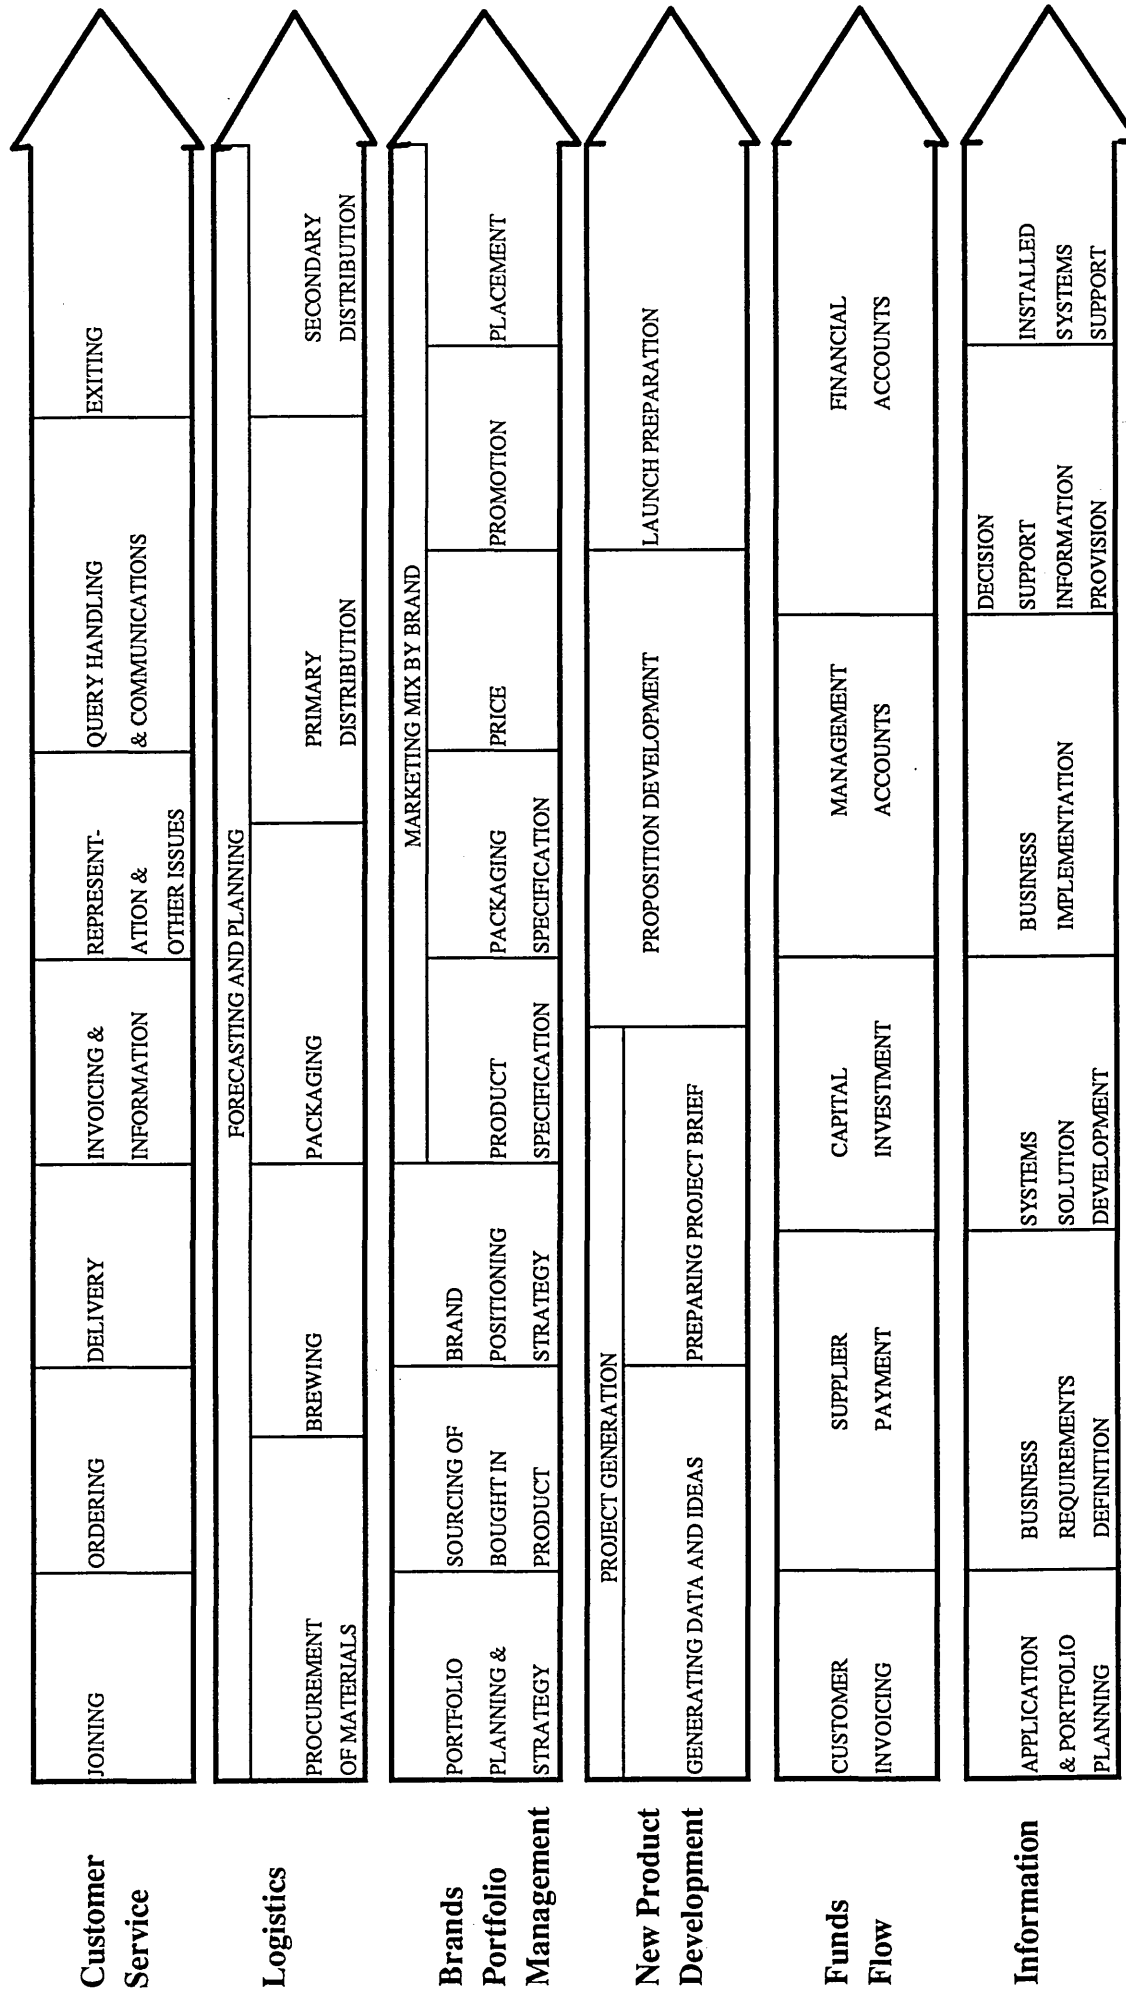 Customer
Service
JOINING
ORDERING
DELIVERY
INVOICING &
INFORMATION
REPRESENT-
ATION &
OTHER ISSUES
QUERY HANDLING
& COMMUNICATIONS
EXITING
Logistics
FORECASTING AND PLANNING
PROCUREMENT
OF MATERIALS
BREWING
PACKAGING
PRIMARY
DISTRIBUTION
SECONDARY
DISTRIBUTION
Brands
Portfolio
Management
PORTFOLIO
PLANNING &
STRATEGY
SOURCING OF
BOUGHT IN
PRODUCT
BRAND
POSITIONING
STRATEGY
MARKETING MIX BY BRAND
PRODUCT
SPECIFICATION
PACKAGING
SPECIFICATION
PRICE
PROMOTION
PLACEMENT
New Product
Development
PROJECT GENERATION
GENERATING DATA AND IDEAS
PREPARING PROJECT BRIEF
PROPOSITION DEVELOPMENT
LAUNCH PREPARATION
Funds
Flow
CUSTOMER
INVOICING
SUPPLIER
PAYMENT
CAPITAL
INVESTMENT
MANAGEMENT
ACCOUNTS
FINANCIAL
ACCOUNTS
Information
APPLICATION
& PORTFOLIO
PLANNING
BUSINESS
REQUIREMENTS
DEFINITION
SYSTEMS
SOLUTION
DEVELOPMENT
BUSINESS
IMPLEMENTATION
DECISION
SUPPORT
INFORMATION
PROVISION
INSTALLED
SYSTEMS
SUPPORT